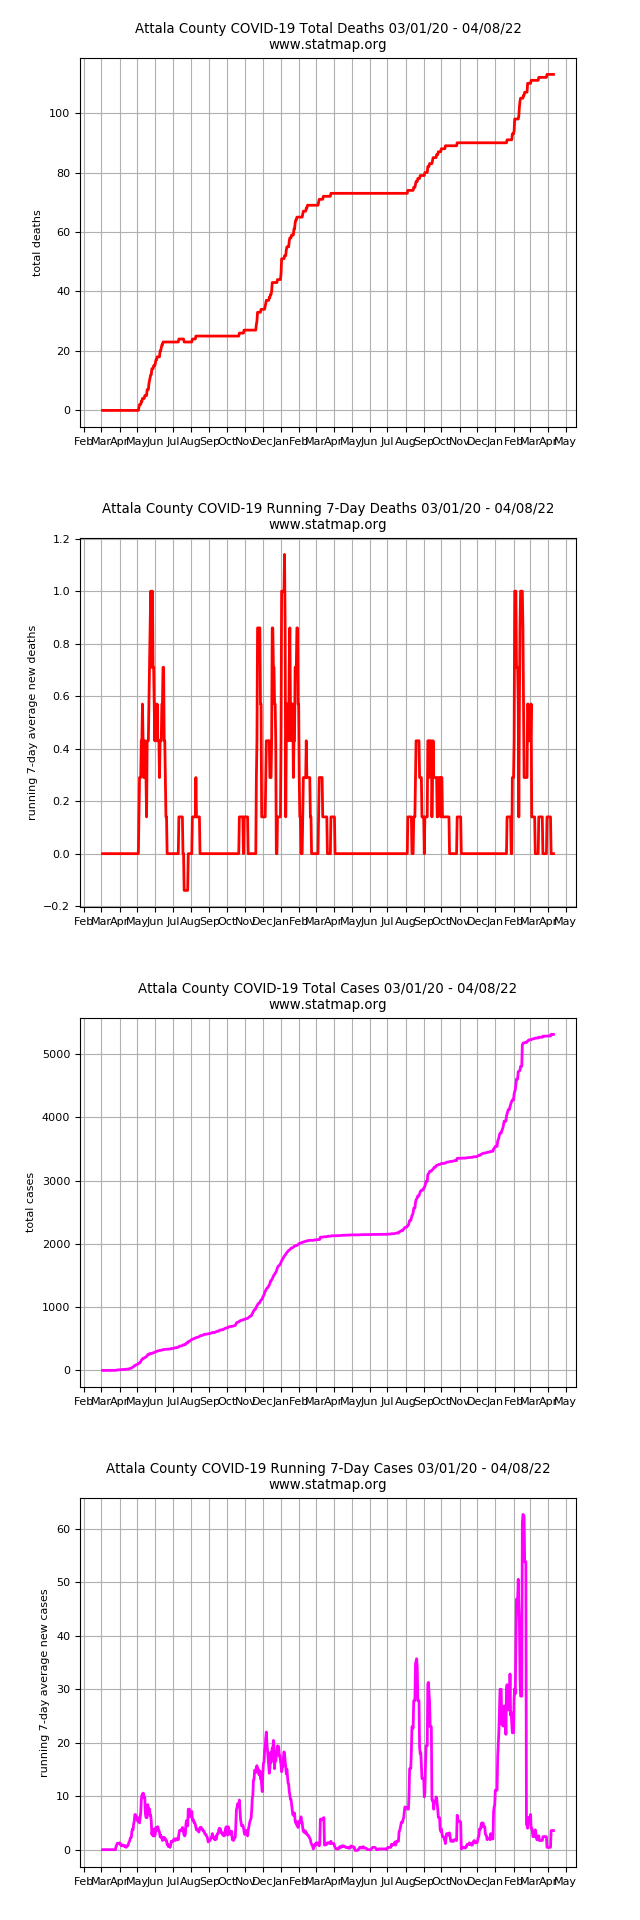 Attala County COVID-19 Total Deaths 03/01/20 - 04/08/22
www.statmap.org
100
80
60
40
20
0
total deaths
Feb Mar Apr May Jun Jul Aug Sep Oct Nov Dec Jan Feb Mar Apr May Jun Jul Aug Sep Oct Nov Dec Jan Feb Mar Apr May
Attala County COVID-19 Running 7-Day Deaths 03/01/20 - 04/08/22
www.statmap.org
1.2
1.0
0.8
0.6
0.4
0.2
0.0
−0.2
running 7-day average new deaths
Feb Mar Apr May Jun Jul Aug Sep Oct Nov Dec Jan Feb Mar Apr May Jun Jul Aug Sep Oct Nov Dec Jan Feb Mar Apr May
Attala County COVID-19 Total Cases 03/01/20 - 04/08/22
www.statmap.org
5000
4000
3000
2000
1000
0
total cases
Feb Mar Apr May Jun Jul Aug Sep Oct Nov Dec Jan Feb Mar Apr May Jun Jul Aug Sep Oct Nov Dec Jan Feb Mar Apr May
Attala County COVID-19 Running 7-Day Cases 03/01/20 - 04/08/22
www.statmap.org
60
50
40
30
20
10
0
running 7-day average new cases
Feb Mar Apr May Jun Jul Aug Sep Oct Nov Dec Jan Feb Mar Apr May Jun Jul Aug Sep Oct Nov Dec Jan Feb Mar Apr May